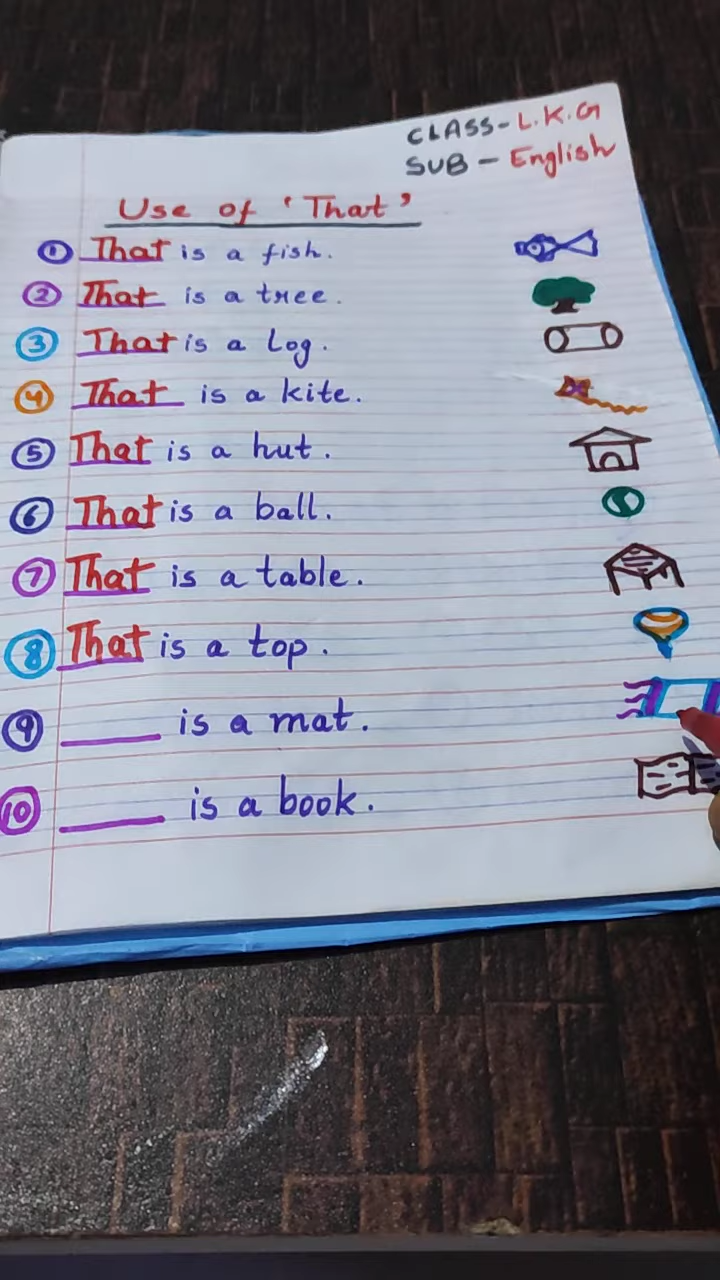 CLASS-L.K.G
SUB - English
Use of 'That'
1 That is a fish.
2 That is a tree.
3 That is a Log.
4 That is a kite.
5 That is a hut.
6 That is a ball.
7 That is a table.
8 That is a top.
9 ____ is a mat.
10 ____ is a book.